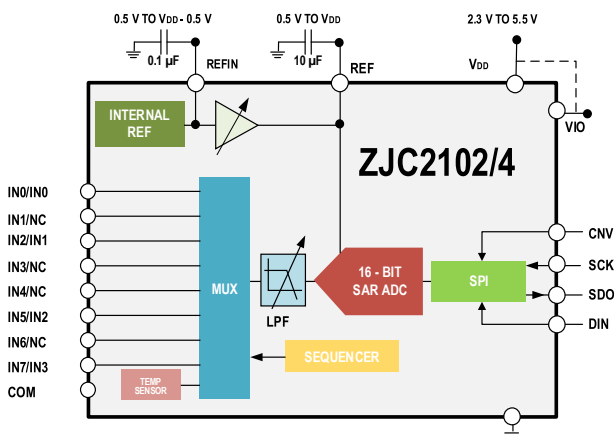 0.5 V TO VDD - 0.5 V
0.5 V TO VDD
2.3 V TO 5.5 V
0.1 µF
REFIN
10 µF
REF
VDD
VIO
INTERNAL
REF
ZJC2102/4
IN0/IN0
IN1/NC
IN2/IN1
IN3/NC
IN4/NC
IN5/IN2
IN6/NC
IN7/IN3
COM
MUX
LPF
16 - BIT
SAR ADC
SPI
CNV
SCK
SDO
DIN
SEQUENCER
TEMP
SENSOR